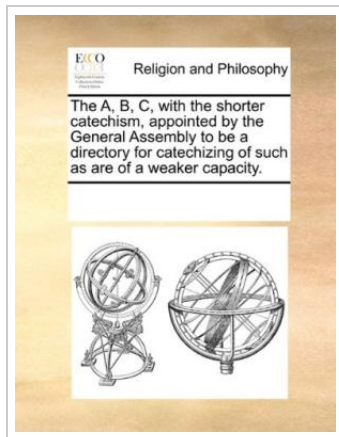 ECCO
Religion and Philosophy
The A, B, C, with the shorter
catechism, appointed by the
General Assembly to be a
directory for catechizing of such
as are of a weaker capacity.